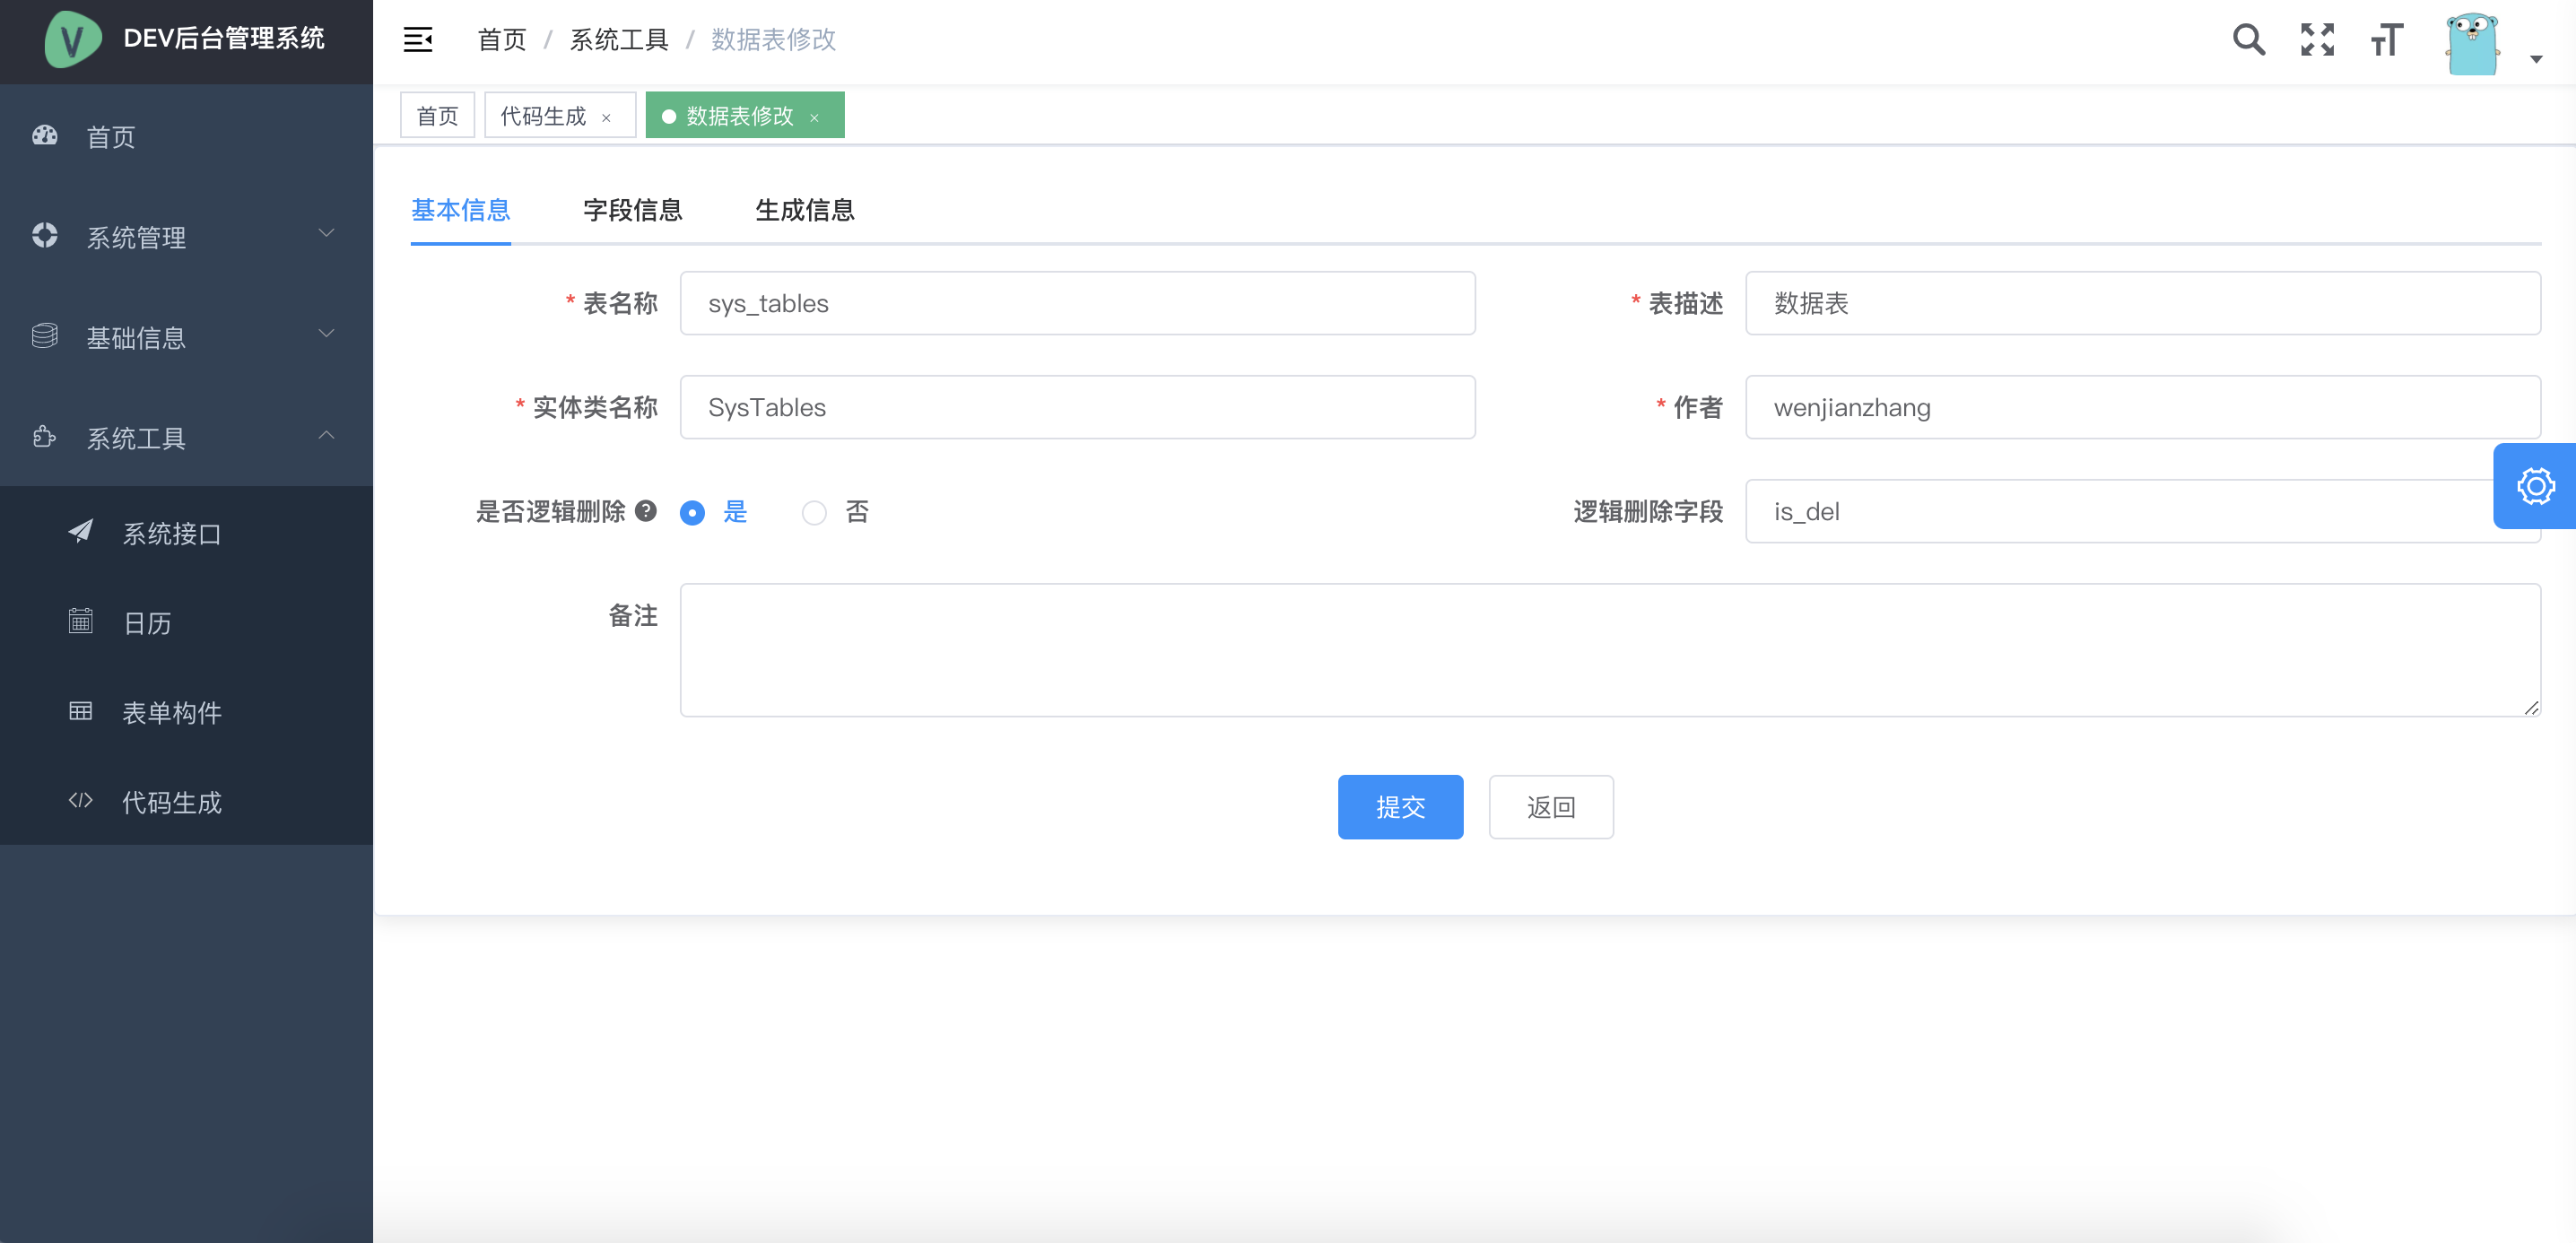 DEV后台管理系统
首页 / 系统工具 / 数据表修改
首页
代码生成 ×
数据表修改 ×
首页
系统管理
基础信息
系统工具
系统接口
日历
表单构件
代码生成
基本信息 字段信息 生成信息
* 表名称 sys_tables
* 表描述 数据表
* 实体类名称 SysTables
* 作者 wenjianzhang
是否逻辑删除 ? 是 否
逻辑删除字段 is_del
备注
提交 返回